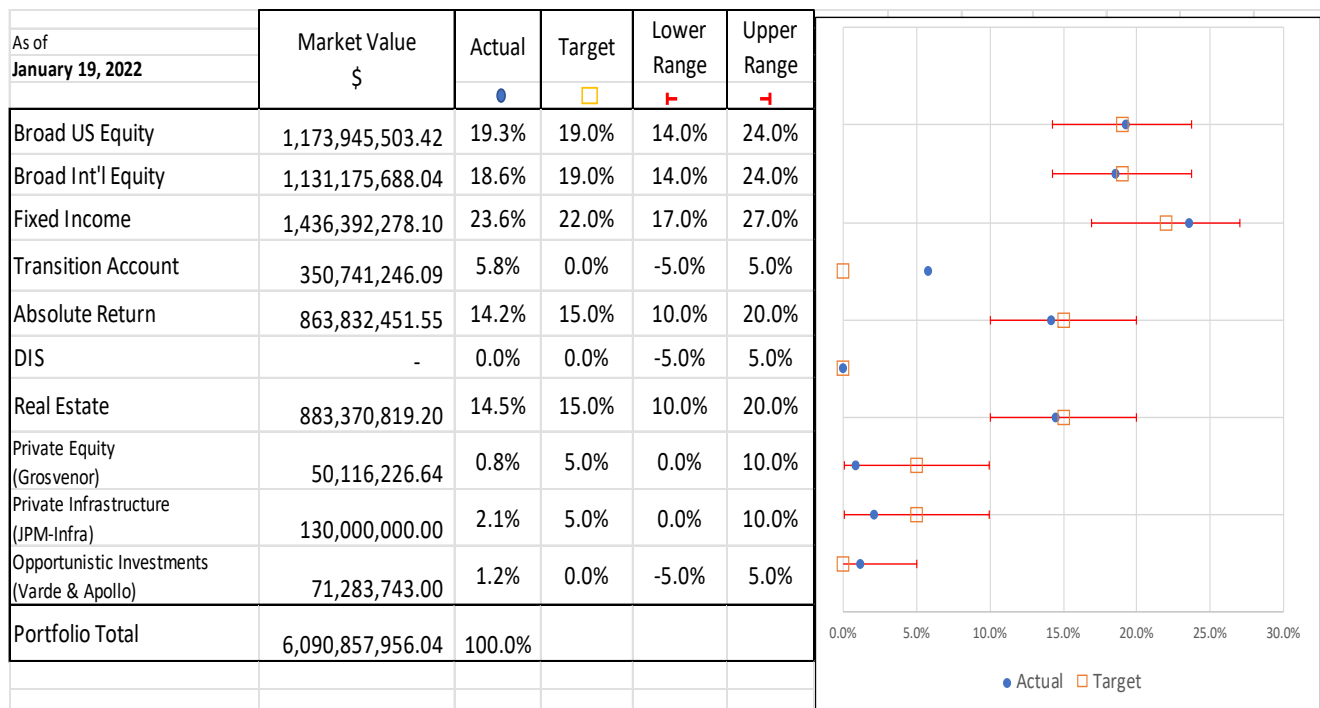 As of
January 19, 2022
Market Value
$
Actual
Target
Lower
Range
Upper
Range
Broad US Equity 1,173,945,503.42 19.3% 19.0% 14.0% 24.0%
Broad Int'l Equity 1,131,175,688.04 18.6% 19.0% 14.0% 24.0%
Fixed Income 1,436,392,278.10 23.6% 22.0% 17.0% 27.0%
Transition Account 350,741,246.09 5.8% 0.0% -5.0% 5.0%
Absolute Return 863,832,451.55 14.2% 15.0% 10.0% 20.0%
DIS - 0.0% 0.0% -5.0% 5.0%
Real Estate 883,370,819.20 14.5% 15.0% 10.0% 20.0%
Private Equity
(Grosvenor) 50,116,226.64 0.8% 5.0% 0.0% 10.0%
Private Infrastructure
(JPM-Infra) 130,000,000.00 2.1% 5.0% 0.0% 10.0%
Opportunistic Investments
(Varde & Apollo) 71,283,743.00 1.2% 0.0% -5.0% 5.0%
Portfolio Total 6,090,857,956.04 100.0%
0.0% 5.0% 10.0% 15.0% 20.0% 25.0% 30.0%
Actual Target